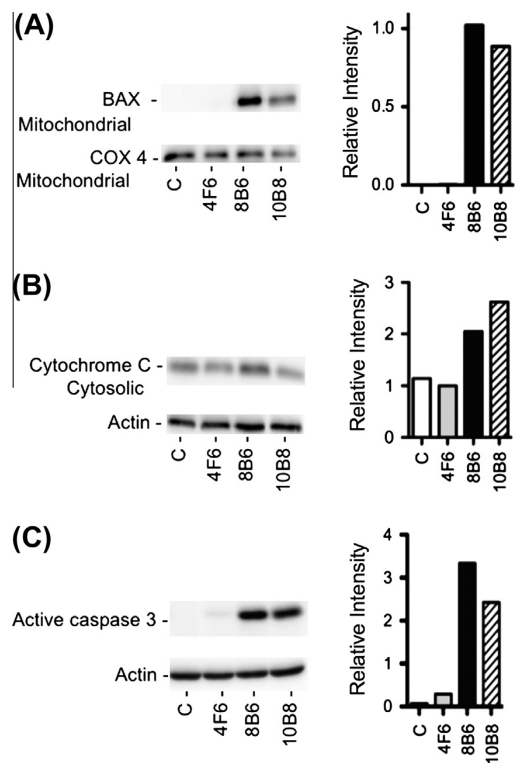 (A)
BAX -
Mitochondrial
COX 4 -
Mitochondrial
C -
4F6 -
8B6 -
10B8 -
Relative Intensity
1.0
0.5
0.0
C
4F6
8B6
10B8
(B)
Cytochrome C -
Cytosolic
Actin -
C -
4F6 -
8B6 -
10B8 -
Relative Intensity
3
2
1
0
C
4F6
8B6
10B8
(C)
Active caspase 3 -
Actin -
C -
4F6 -
8B6 -
10B8 -
Relative Intensity
4
3
2
1
0
C
4F6
8B6
10B8